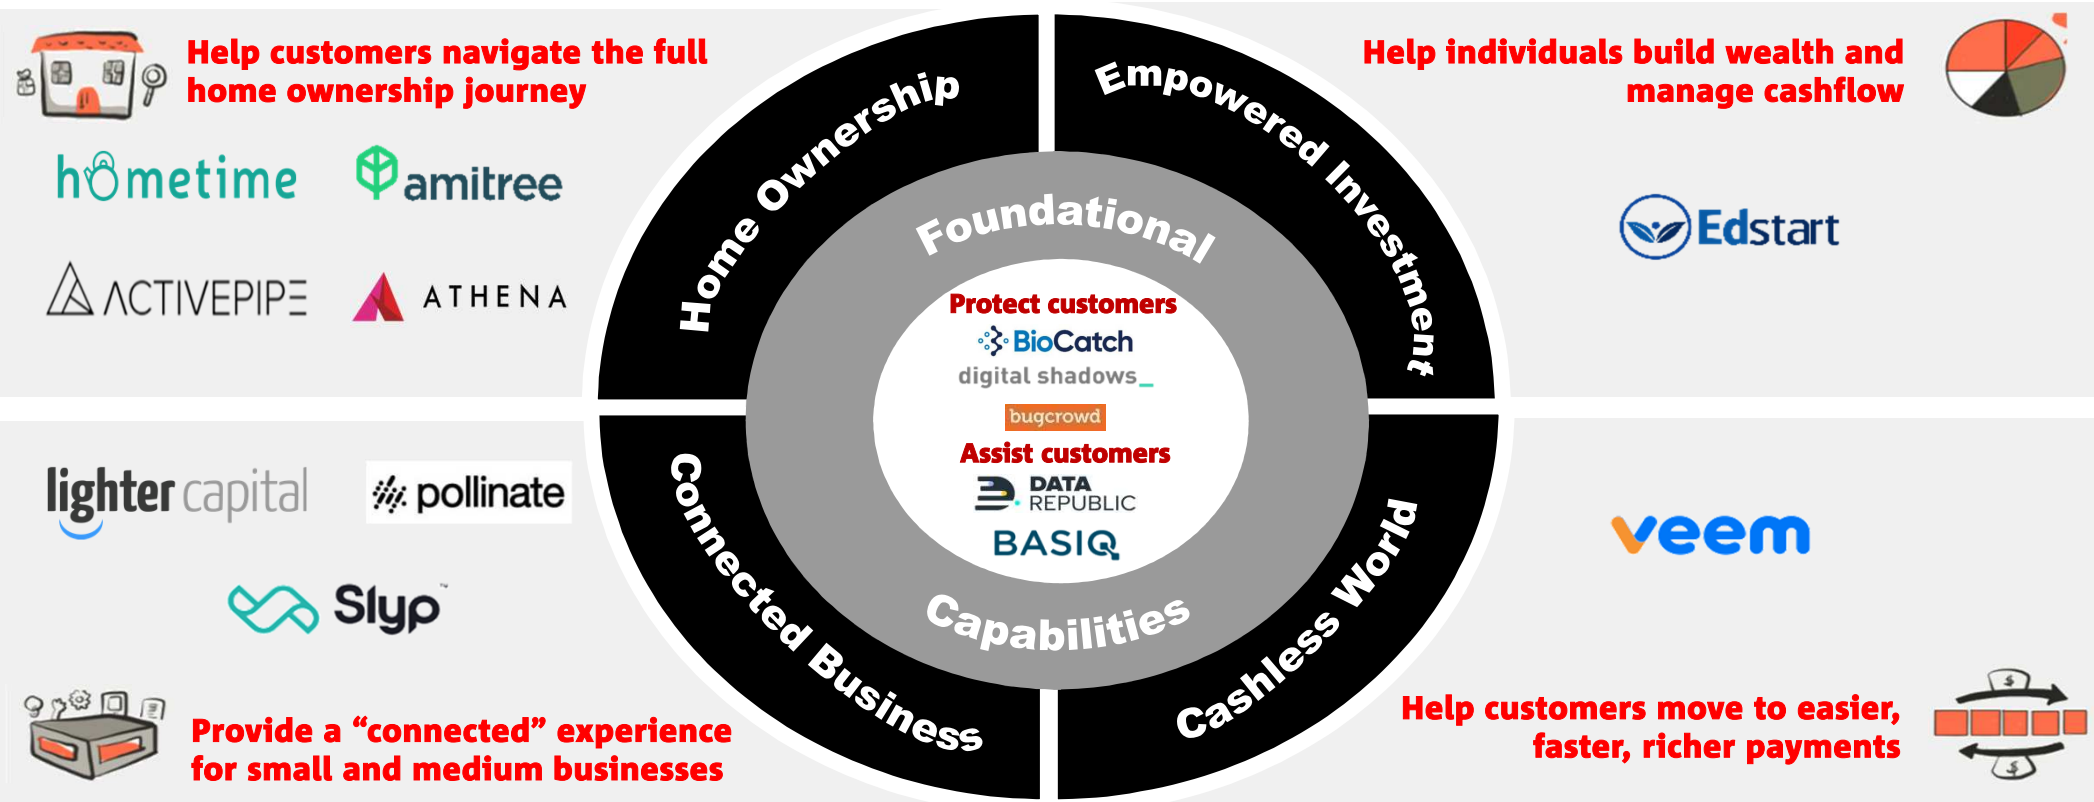 Help customers navigate the full
home ownership journey
hometime
amitree
ACTIVEPIPE
ATHENA
Home Ownership
Empowered Investment
Help individuals build wealth and
manage cashflow
Edstart
Foundational
Protect customers
BioCatch
digital shadows_
bugcrowd
Assist customers
DATA
REPUBLIC
BASIQ
Capabilities
lighter capital
pollinate
Slyp™
Provide a “connected” experience
for small and medium businesses
Connected Business
Cashless World
veem
Help customers move to easier,
faster, richer payments
$
$